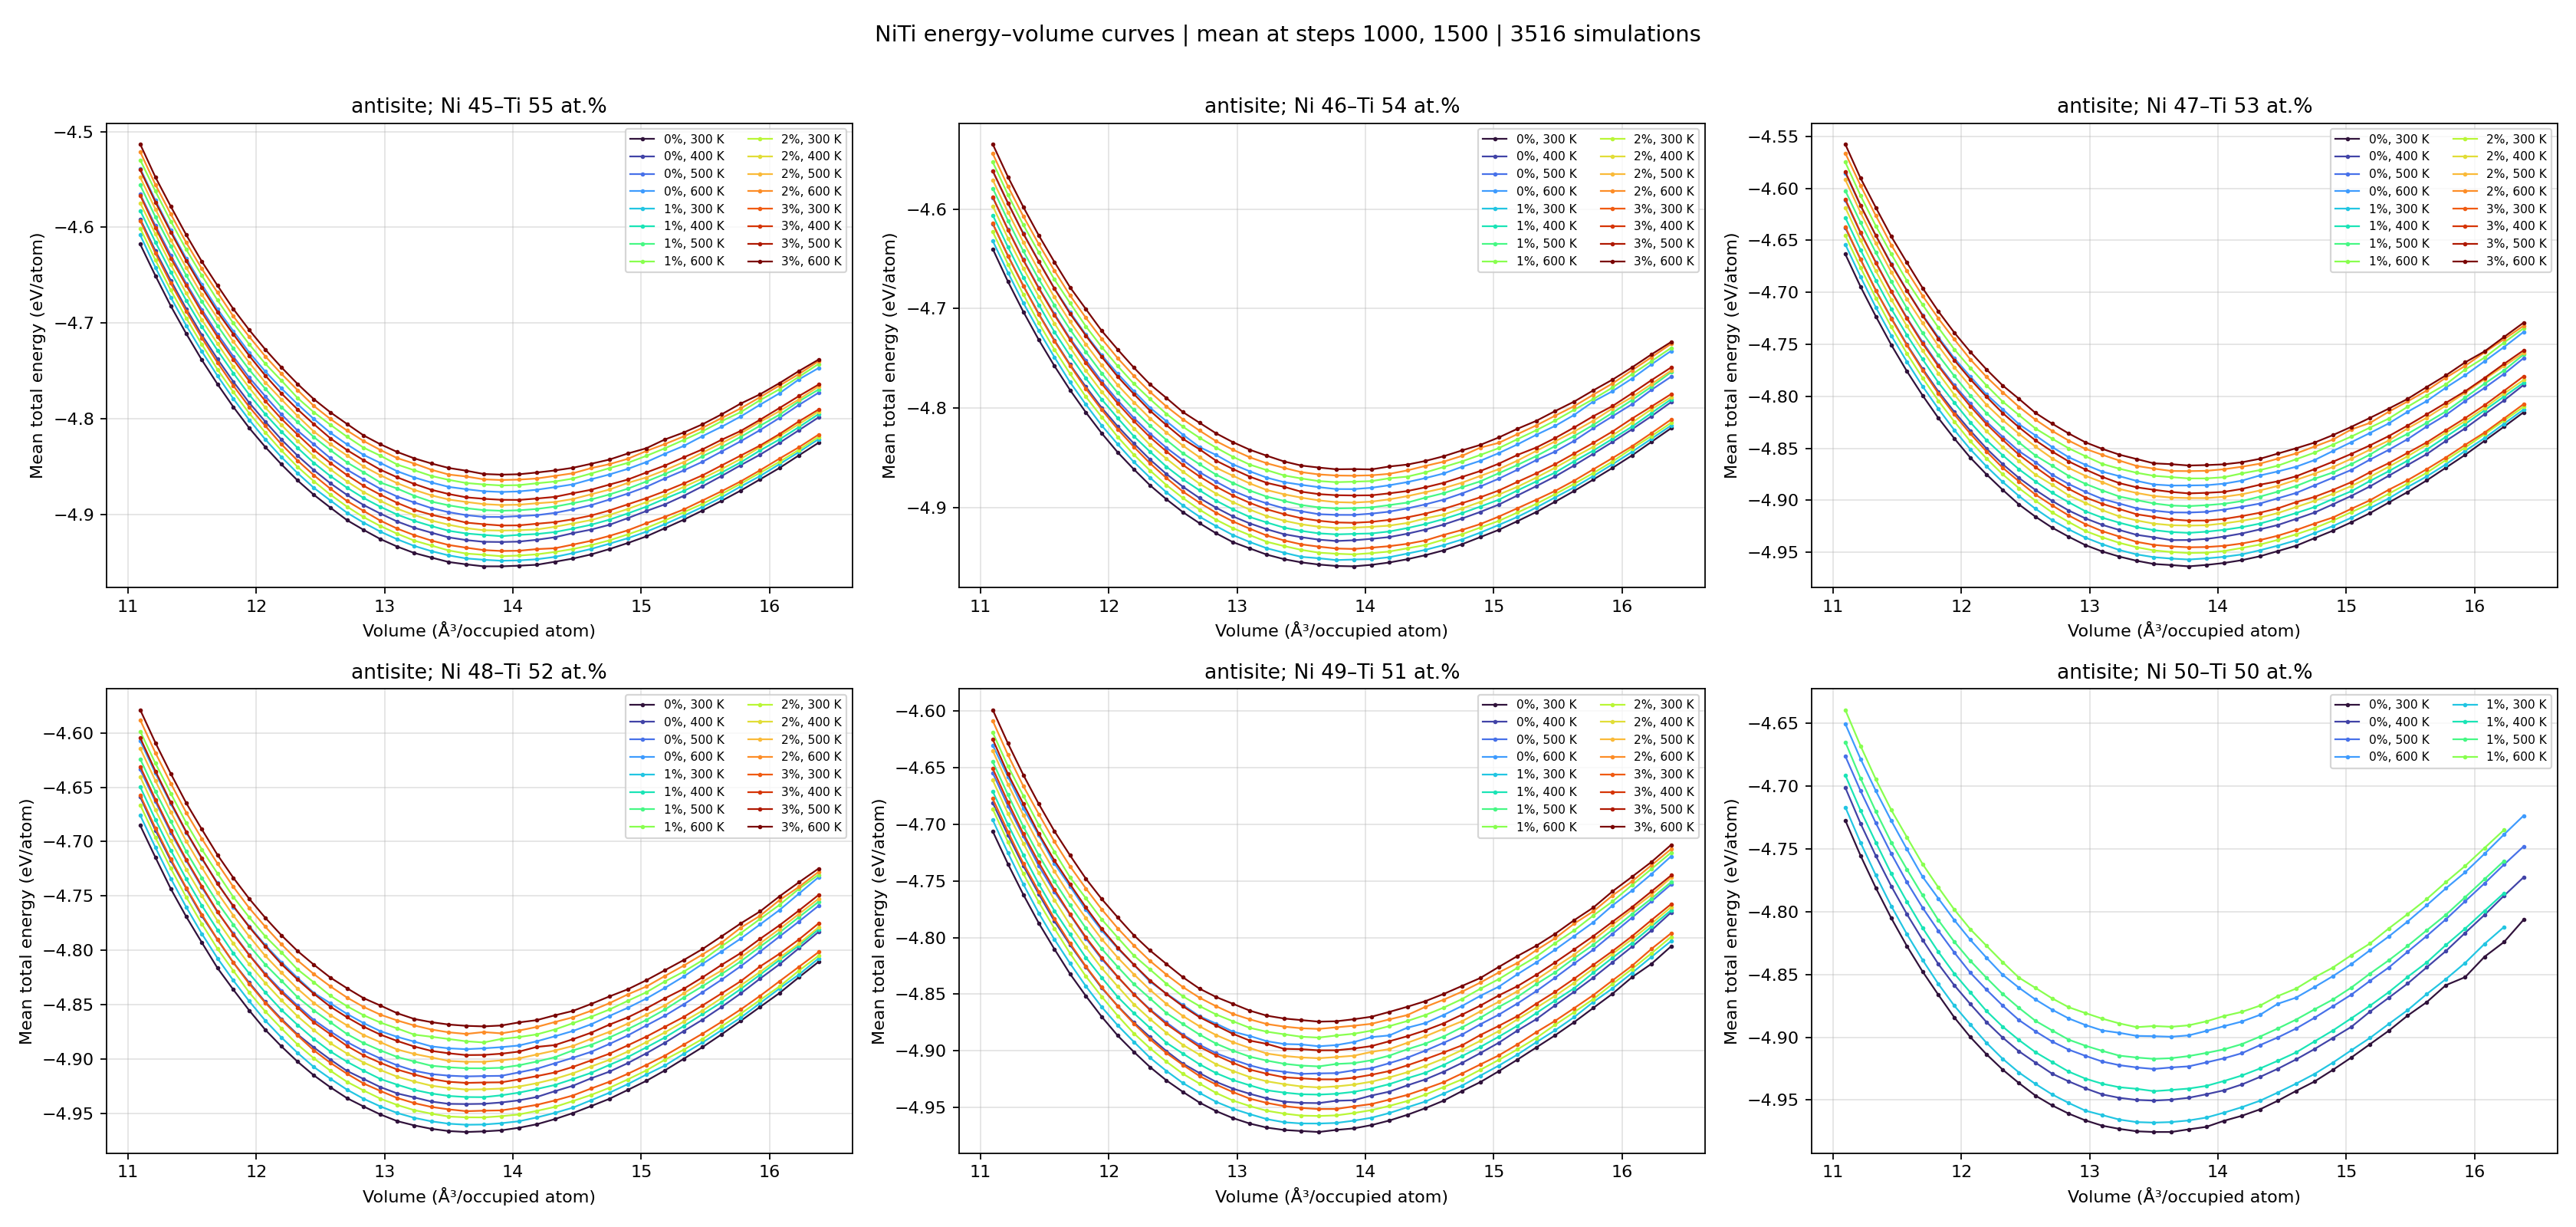 NiTi energy–volume curves | mean at steps 1000, 1500 | 3516 simulations
antisite; Ni 45–Ti 55 at.%
−4.5
−4.6
−4.7
−4.8
−4.9
Mean total energy (eV/atom)
11 12 13 14 15 16
Volume (Å³/occupied atom)
0%, 300 K 2%, 300 K
0%, 400 K 2%, 400 K
0%, 500 K 2%, 500 K
0%, 600 K 2%, 600 K
1%, 300 K 3%, 300 K
1%, 400 K 3%, 400 K
1%, 500 K 3%, 500 K
1%, 600 K 3%, 600 K
antisite; Ni 46–Ti 54 at.%
−4.6
−4.7
−4.8
−4.9
Mean total energy (eV/atom)
11 12 13 14 15 16
Volume (Å³/occupied atom)
0%, 300 K 2%, 300 K
0%, 400 K 2%, 400 K
0%, 500 K 2%, 500 K
0%, 600 K 2%, 600 K
1%, 300 K 3%, 300 K
1%, 400 K 3%, 400 K
1%, 500 K 3%, 500 K
1%, 600 K 3%, 600 K
antisite; Ni 47–Ti 53 at.%
−4.55
−4.60
−4.65
−4.70
−4.75
−4.80
−4.85
−4.90
−4.95
Mean total energy (eV/atom)
11 12 13 14 15 16
Volume (Å³/occupied atom)
0%, 300 K 2%, 300 K
0%, 400 K 2%, 400 K
0%, 500 K 2%, 500 K
0%, 600 K 2%, 600 K
1%, 300 K 3%, 300 K
1%, 400 K 3%, 400 K
1%, 500 K 3%, 500 K
1%, 600 K 3%, 600 K
antisite; Ni 48–Ti 52 at.%
−4.60
−4.65
−4.70
−4.75
−4.80
−4.85
−4.90
−4.95
Mean total energy (eV/atom)
11 12 13 14 15 16
Volume (Å³/occupied atom)
0%, 300 K 2%, 300 K
0%, 400 K 2%, 400 K
0%, 500 K 2%, 500 K
0%, 600 K 2%, 600 K
1%, 300 K 3%, 300 K
1%, 400 K 3%, 400 K
1%, 500 K 3%, 500 K
1%, 600 K 3%, 600 K
antisite; Ni 49–Ti 51 at.%
−4.60
−4.65
−4.70
−4.75
−4.80
−4.85
−4.90
−4.95
Mean total energy (eV/atom)
11 12 13 14 15 16
Volume (Å³/occupied atom)
0%, 300 K 2%, 300 K
0%, 400 K 2%, 400 K
0%, 500 K 2%, 500 K
0%, 600 K 2%, 600 K
1%, 300 K 3%, 300 K
1%, 400 K 3%, 400 K
1%, 500 K 3%, 500 K
1%, 600 K 3%, 600 K
antisite; Ni 50–Ti 50 at.%
−4.65
−4.70
−4.75
−4.80
−4.85
−4.90
−4.95
Mean total energy (eV/atom)
11 12 13 14 15 16
Volume (Å³/occupied atom)
0%, 300 K 1%, 300 K
0%, 400 K 1%, 400 K
0%, 500 K 1%, 500 K
0%, 600 K 1%, 600 K